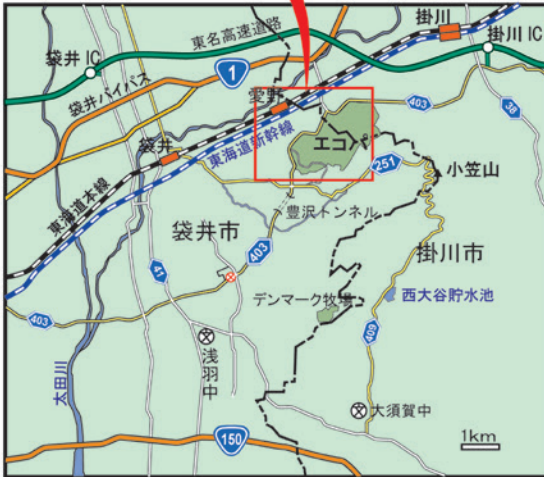 掛川
東名高速道路
掛川IC
袋井IC
1
袋井バイパス
愛野
403
38
エコパ
袋井
東海道新幹線
251
小笠山
東海道本線
豊沢トンネル
袋井市
403
掛川市
41
デンマーク牧場
西大谷貯水池
403
409
太田川
浅羽中
大須賀中
150
1km